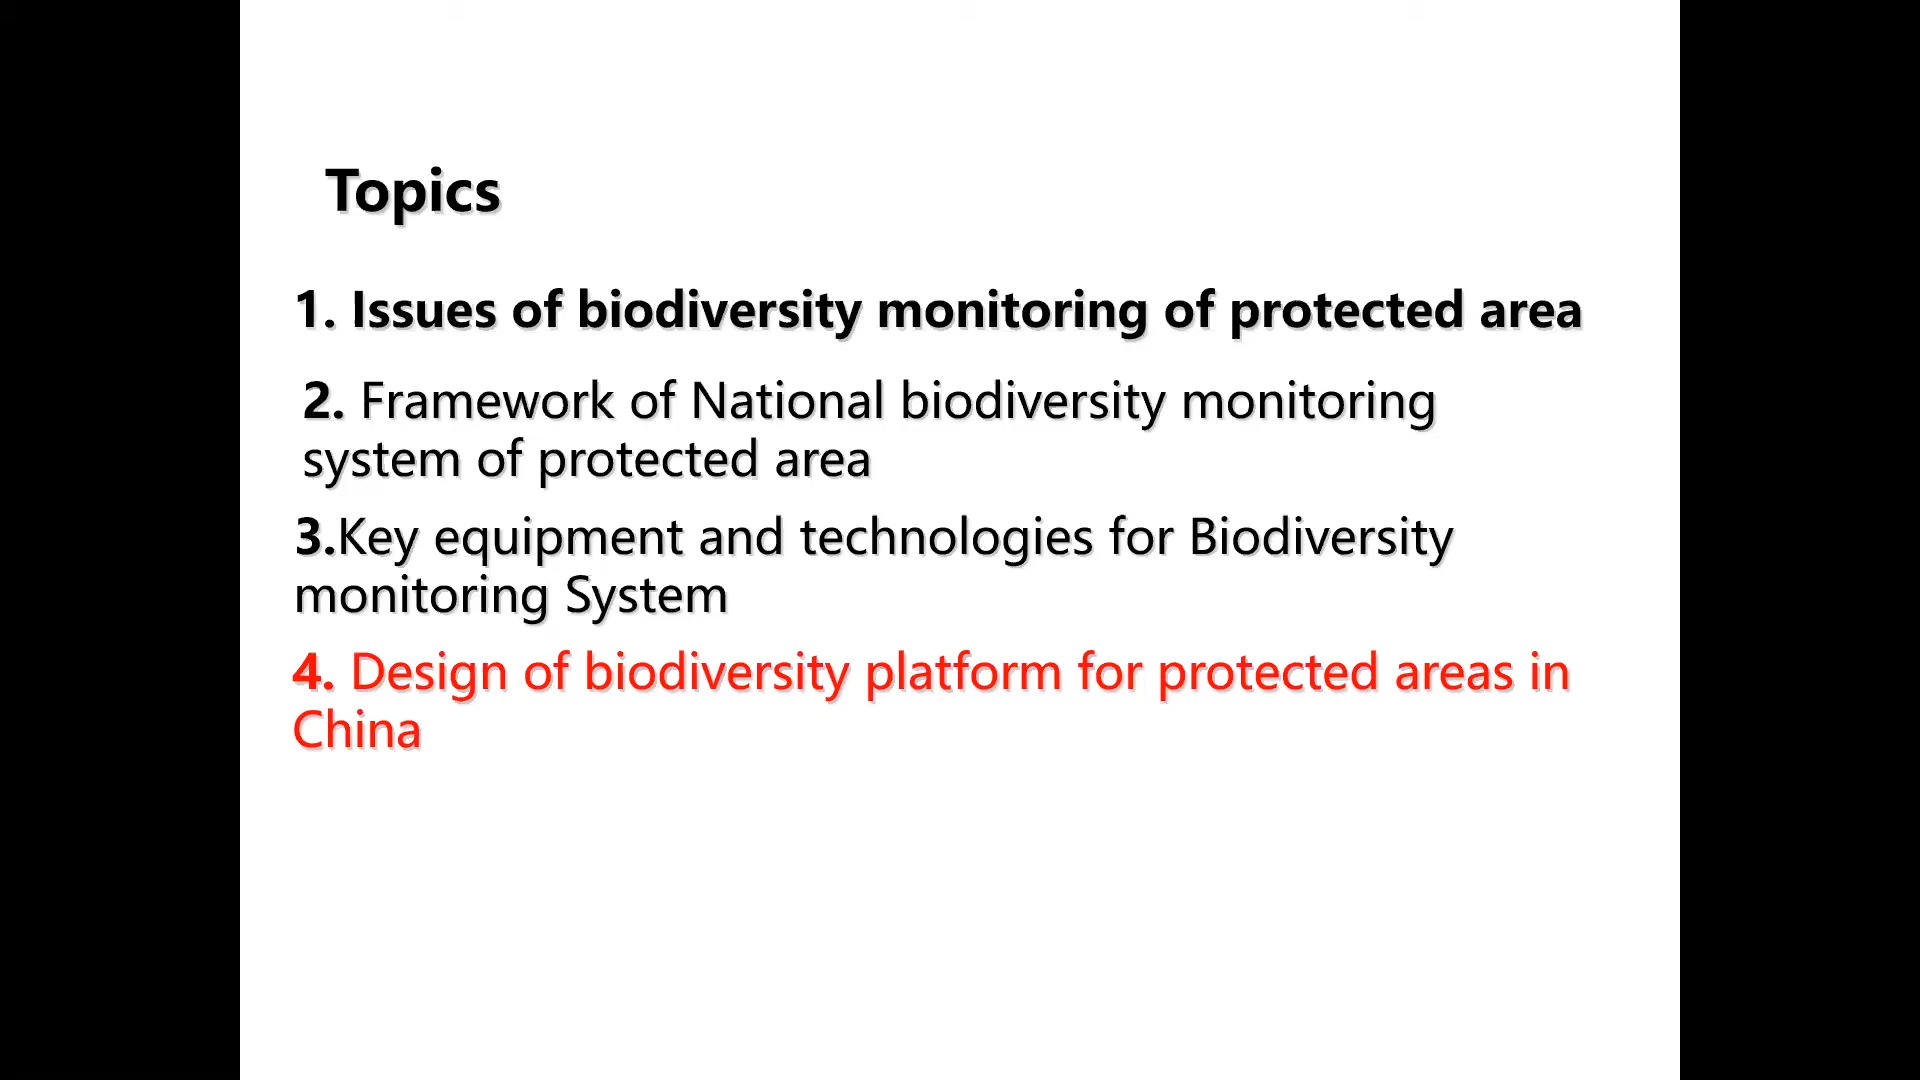 Topics
1. Issues of biodiversity monitoring of protected area
2. Framework of National biodiversity monitoring
system of protected area
3.Key equipment and technologies for Biodiversity
monitoring System
4. Design of biodiversity platform for protected areas in
China